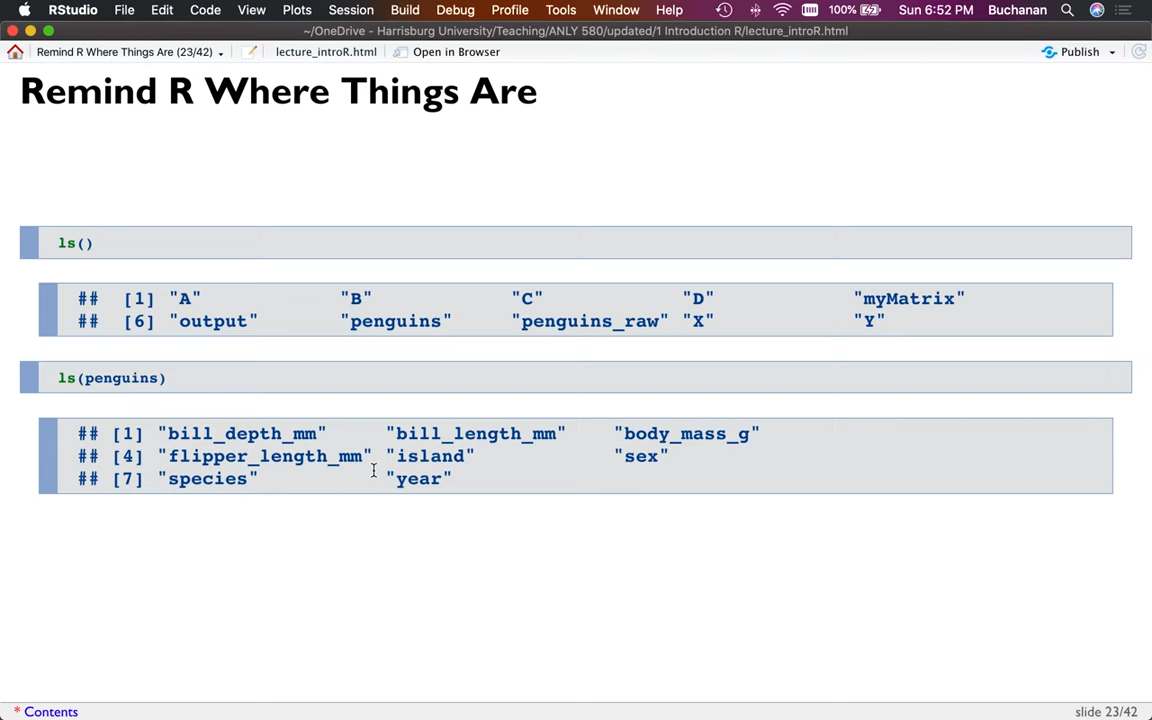 RStudio File Edit Code View Plots Session Build Debug Profile Tools Window Help 100% Sun 6:52 PM Buchanan
~/OneDrive - Harrisburg University/Teaching/ANLY 580/updated/1 Introduction R/lecture_introR.html
Remind R Where Things Are (23/42) lecture_introR.html Open in Browser Publish
Remind R Where Things Are
ls()
## [1] "A" "B" "C" "D" "myMatrix"
## [6] "output" "penguins" "penguins_raw" "X" "Y"
ls(penguins)
## [1] "bill_depth_mm" "bill_length_mm" "body_mass_g"
## [4] "flipper_length_mm" "island" "sex"
## [7] "species" "year"
* Contents slide 23/42